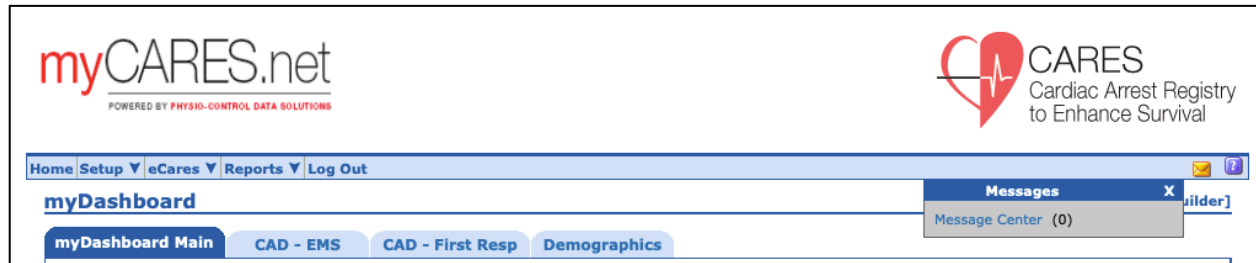 myCARES.net
POWERED BY PHYSIO-CONTROL DATA SOLUTIONS
CARES
Cardiac Arrest Registry
to Enhance Survival
Home Setup eCares Reports Log Out ?
myDashboard
Messages X
uilder]
Message Center (0)
myDashboard Main CAD - EMS CAD - First Resp Demographics